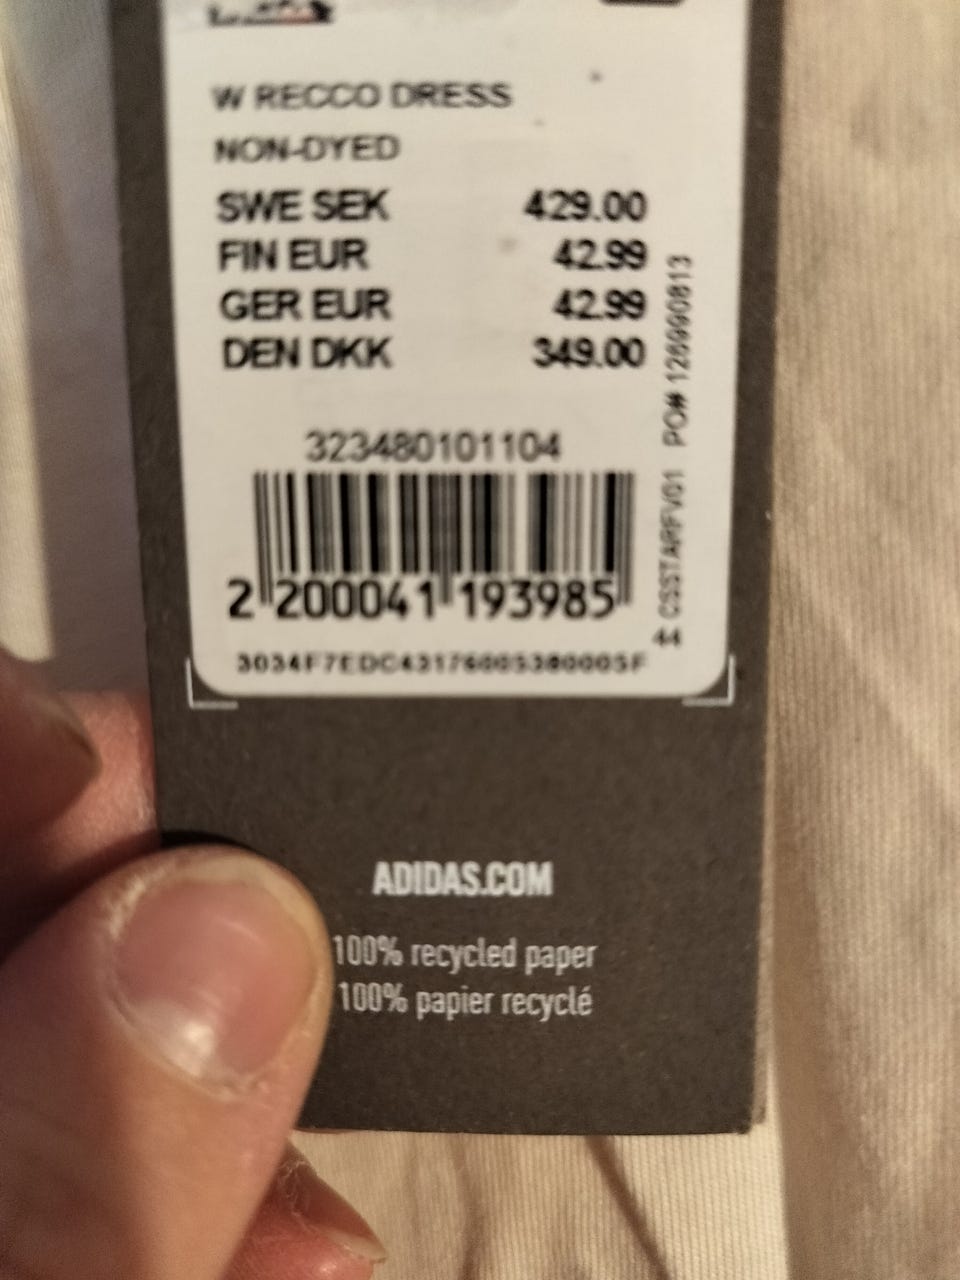 W RECCO DRESS
NON-DYED
SWE SEK 429.00
FIN EUR 42.99
GER EUR 42.99
DEN DKK 349.00
323480101104
2 200041 193985
3034F7EDC43176005380005F
44 CSSTARFV01 PO# 126990813
ADIDAS.COM
100% recycled paper
100% papier recyclé